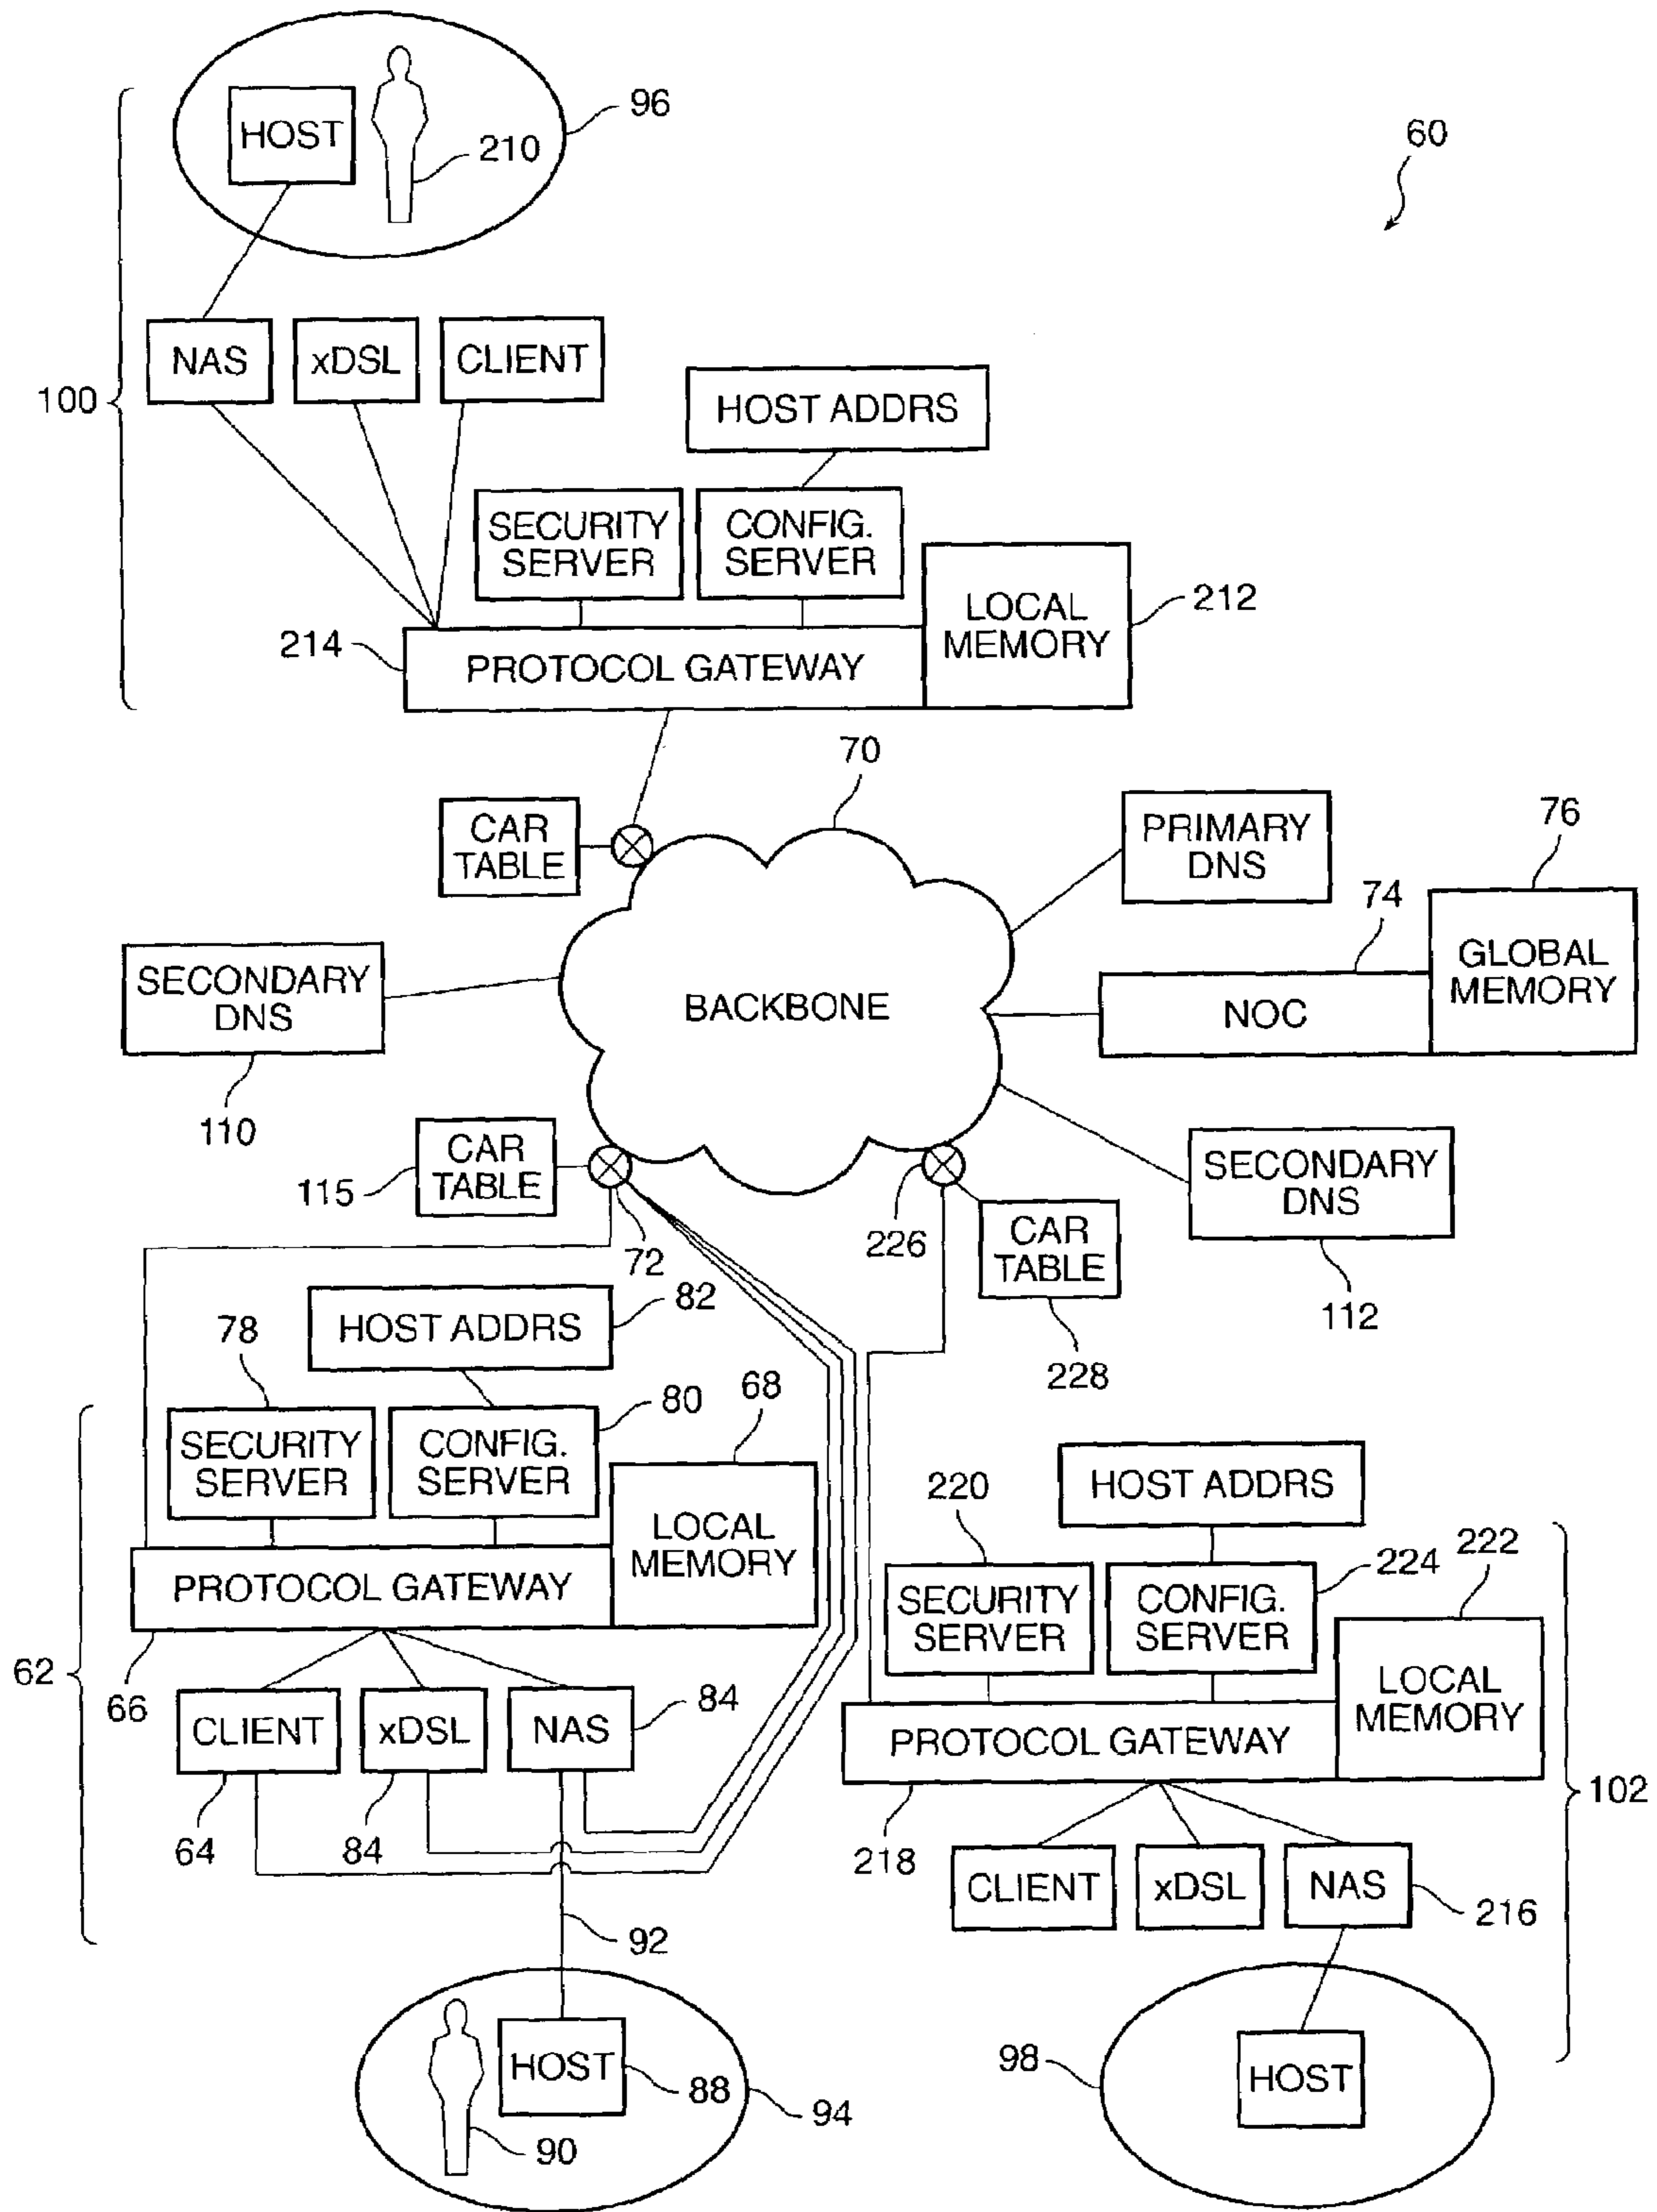 96
60
HOST
210
NAS
xDSL
CLIENT
100
HOST ADDRS
SECURITY
SERVER
CONFIG.
SERVER
LOCAL
MEMORY
212
214
PROTOCOL GATEWAY
70
CAR
TABLE
PRIMARY
DNS
76
74
GLOBAL
MEMORY
SECONDARY
DNS
BACKBONE
NOC
110
CAR
TABLE
115
72
226
CAR
TABLE
228
SECONDARY
DNS
112
82
HOST ADDRS
78
80
68
SECURITY
SERVER
CONFIG.
SERVER
LOCAL
MEMORY
PROTOCOL GATEWAY
62
66
CLIENT
xDSL
NAS
84
64
84
HOST ADDRS
220
224
222
SECURITY
SERVER
CONFIG.
SERVER
LOCAL
MEMORY
PROTOCOL GATEWAY
102
218
CLIENT
xDSL
NAS
216
92
HOST
88
94
90
98
HOST